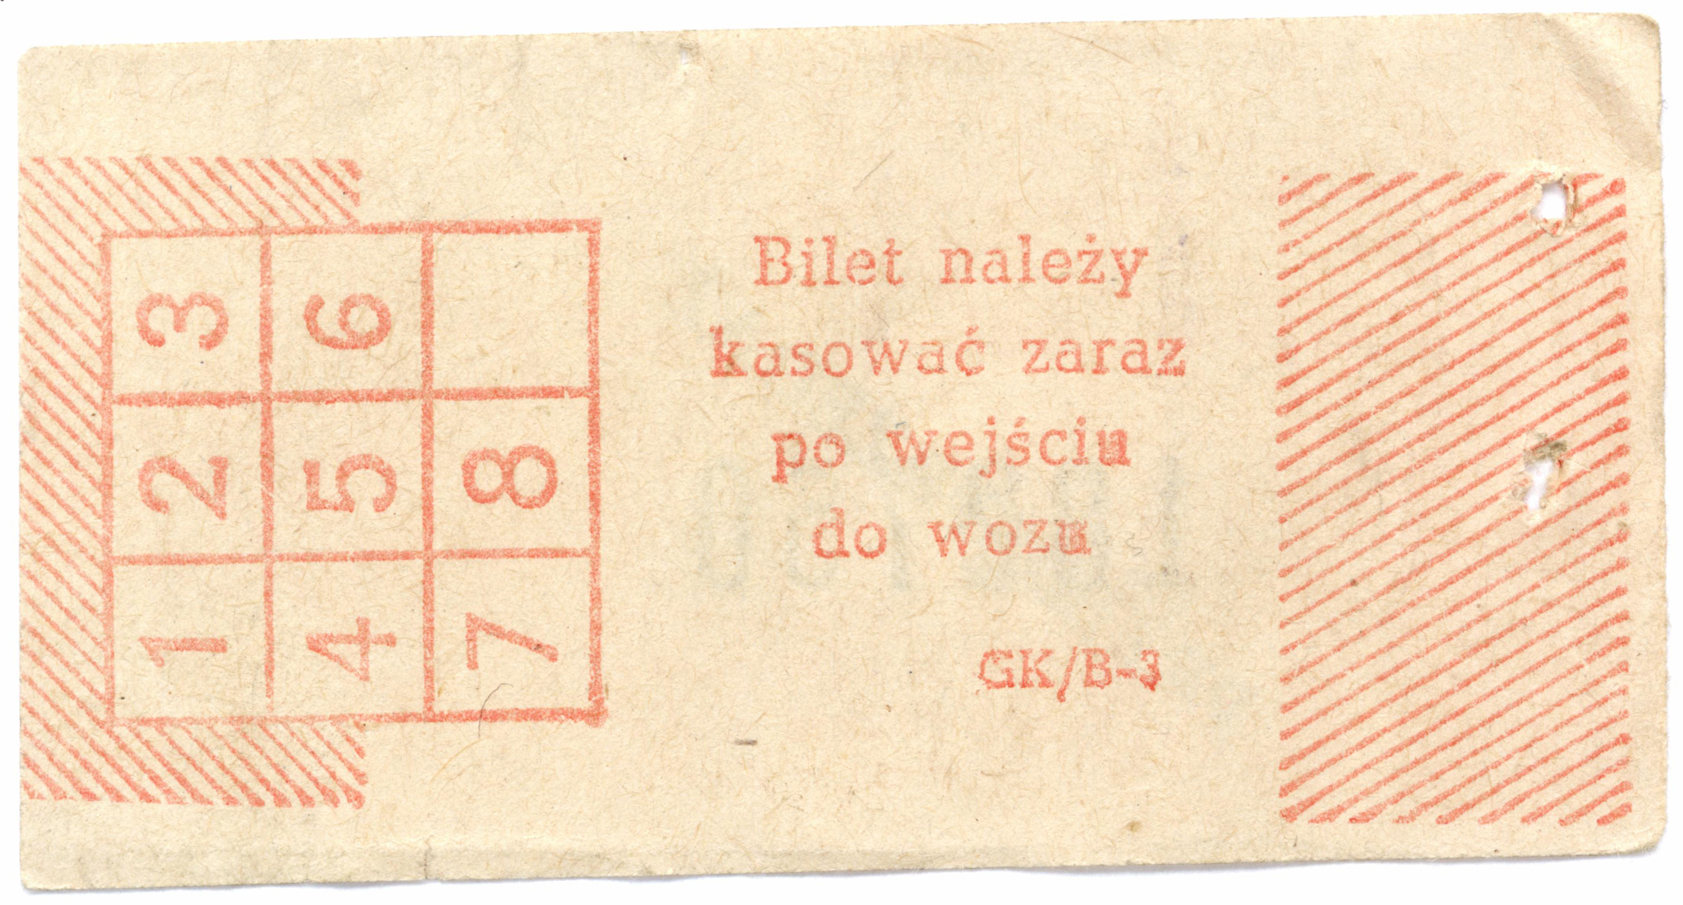 3 6
2 5 8
1 4 7
Bilet należy
kasować zaraz
po wejściu
do wozu
GK/B-3